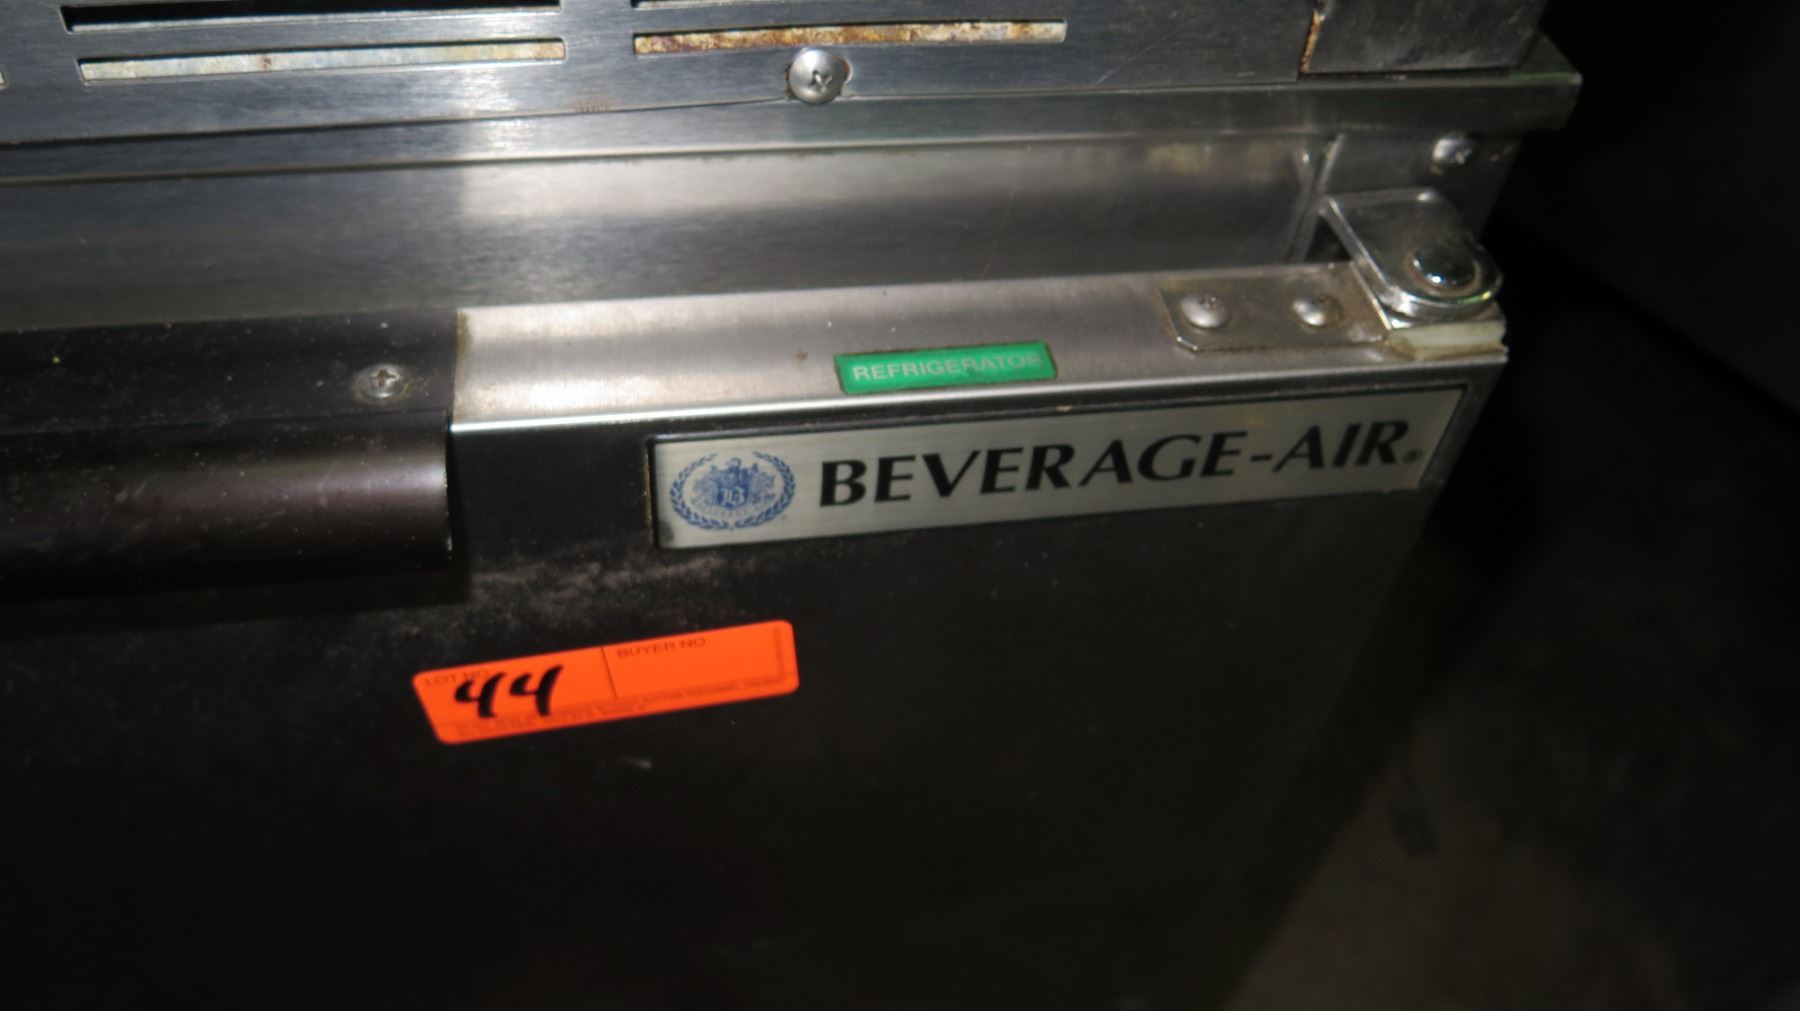 REFRIGERATOR
BEVERAGE-AIR®
LOT NO. BUYER NO.
44